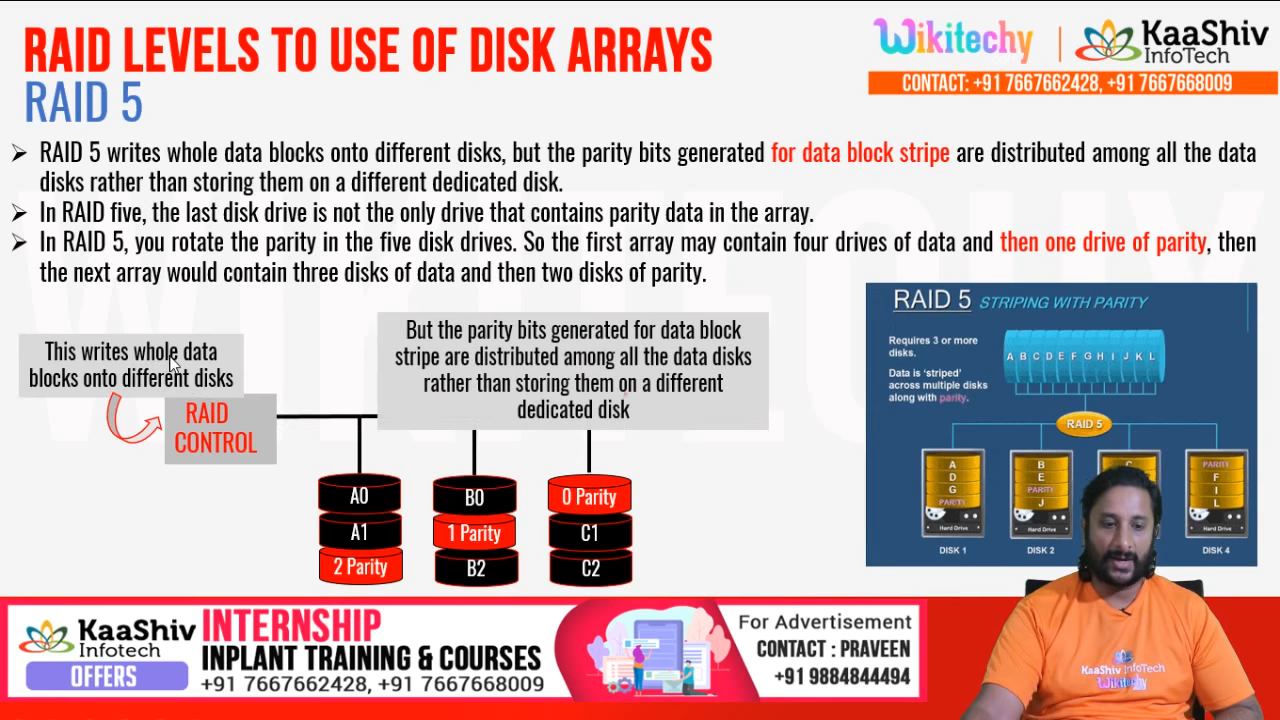 RAID LEVELS TO USE OF DISK ARRAYS
RAID 5
Wikitechy
KaaShiv
InfoTech
CONTACT: +91 7667662428, +91 7667668009
➢ RAID 5 writes whole data blocks onto different disks, but the parity bits generated for data block stripe are distributed among all the data
disks rather than storing them on a different dedicated disk.
➢ In RAID five, the last disk drive is not the only drive that contains parity data in the array.
➢ In RAID 5, you rotate the parity in the five disk drives. So the first array may contain four drives of data and then one drive of parity, then
the next array would contain three disks of data and then two disks of parity.
This writes whole data
blocks onto different disks
RAID
CONTROL
But the parity bits generated for data block
stripe are distributed among all the data disks
rather than storing them on a different
dedicated disk
A0
A1
2 Parity
B0
1 Parity
B2
0 Parity
C1
C2
RAID 5 STRIPING WITH PARITY
Requires 3 or more
disks.
Data is 'striped'
across multiple disks
along with parity.
A B C D E F G H I J K L
RAID 5
A
D
G
PARITY
Hard Drive
DISK 1
B
E
PARITY
J
Hard Drive
DISK 2
C
PARITY
F
I
L
Hard Drive
DISK 4
KaaShiv
Infotech
OFFERS
INTERNSHIP
INPLANT TRAINING & COURSES
+91 7667662428, +91 7667668009
For Advertisement
CONTACT : PRAVEEN
+91 9884844494
KaaShiv InfoTech
Wikitechy